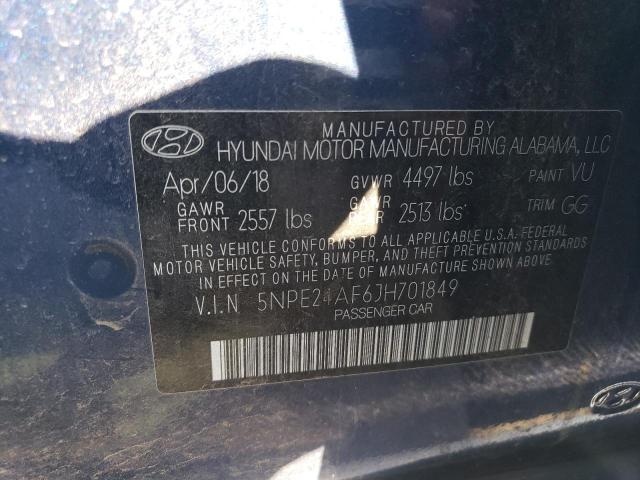 MANUFACTURED BY
HYUNDAI MOTOR MANUFACTURING ALABAMA, LLC
Apr/06/18 GVWR 4497 lbs PAINT VU
GAWR FRONT 2557 lbs GAWR REAR 2513 lbs TRIM GG
THIS VEHICLE CONFORMS TO ALL APPLICABLE U.S.A. FEDERAL
MOTOR VEHICLE SAFETY, BUMPER, AND THEFT PREVENTION STANDARDS
IN EFFECT ON THE DATE OF MANUFACTURE SHOWN ABOVE.
V.I.N 5NPE24AF6JH701849
PASSENGER CAR